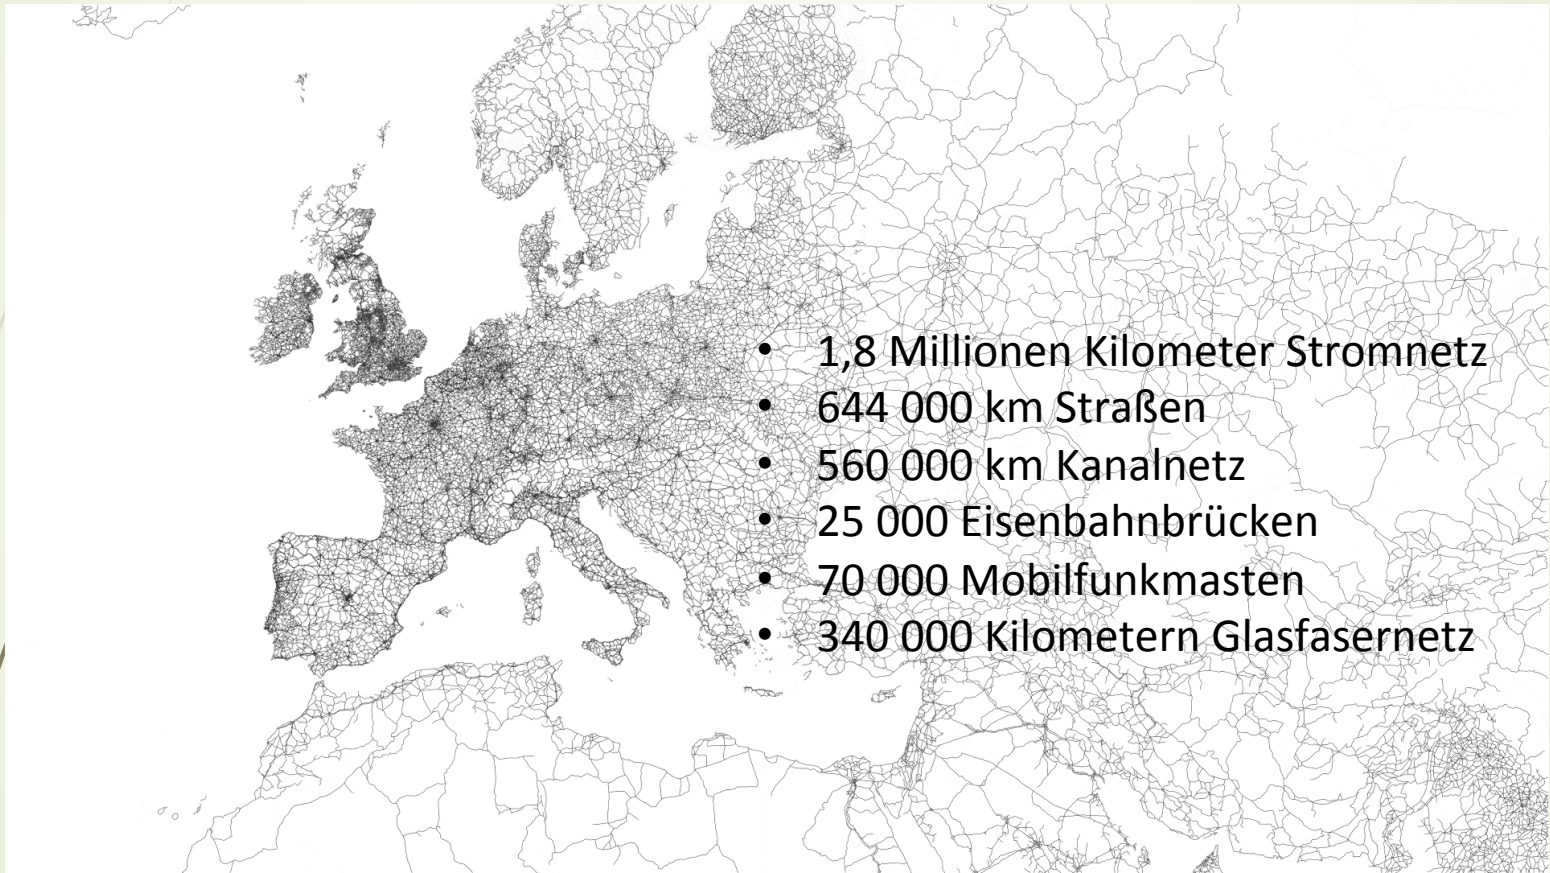 • 1,8 Millionen Kilometer Stromnetz
• 644 000 km Straßen
• 560 000 km Kanalnetz
• 25 000 Eisenbahnbrücken
• 70 000 Mobilfunkmasten
• 340 000 Kilometern Glasfasernetz